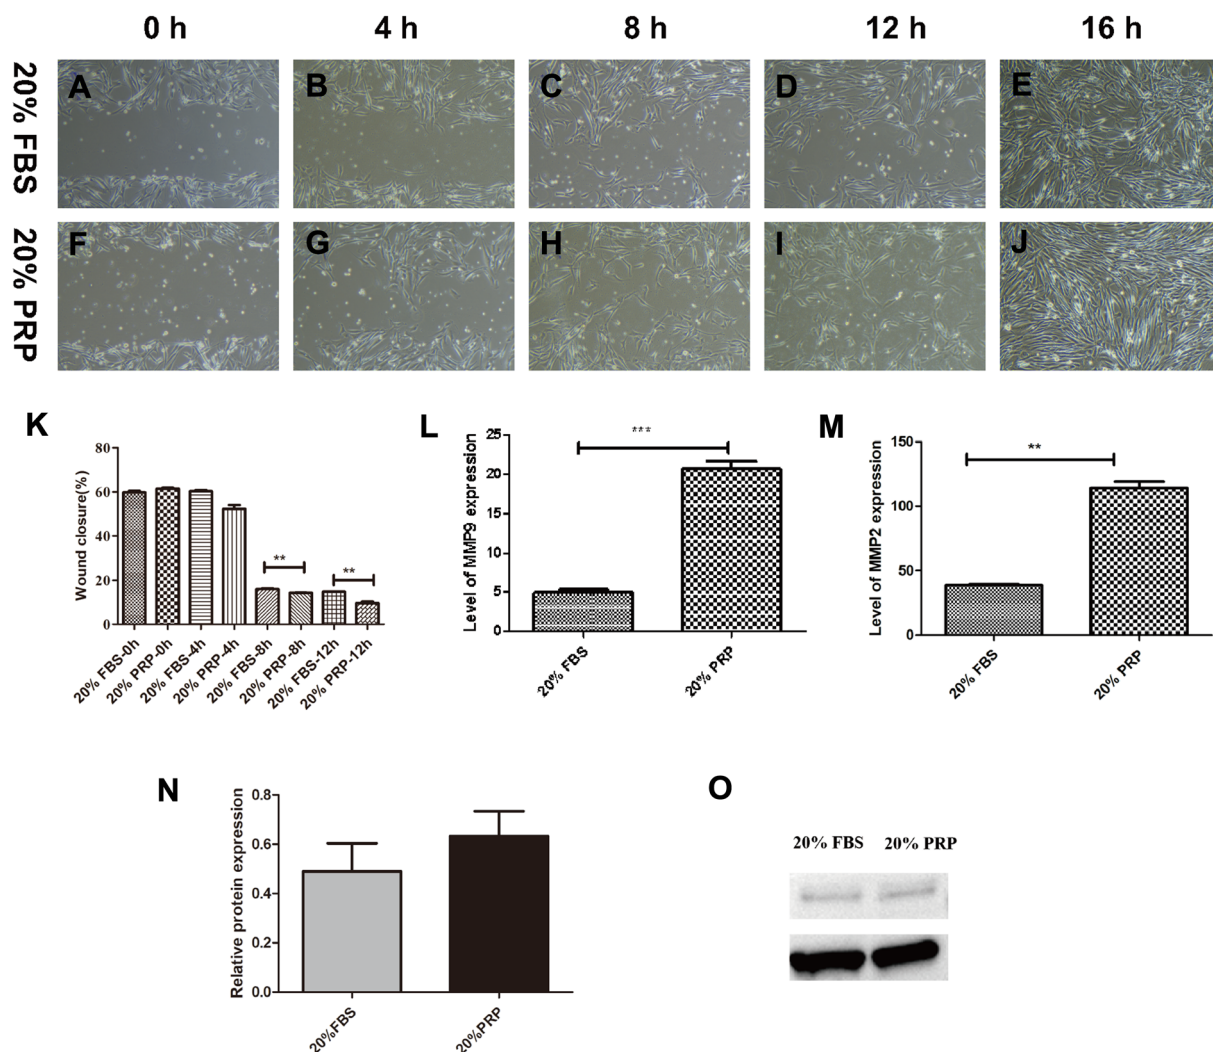 0 h 4 h 8 h 12 h 16 h
20% FBS
A B C D E
20% PRP
F G H I J
K
Wound closure(%)
80
60
40
20
0
20% FBS-0h
20% PRP-0h
20% FBS-4h
20% PRP-4h
20% FBS-8h
20% PRP-8h
20% FBS-12h
20% PRP-12h
**
**
L
Level of MMP9 expression
25
20
15
10
5
0
***
20% FBS
20% PRP
M
Level of MMP2 expression
150
100
50
0
**
20% FBS
20% PRP
N
Relative protein expression
0.8
0.6
0.4
0.2
0.0
20%FBS
20%PRP
O
20% FBS 20% PRP